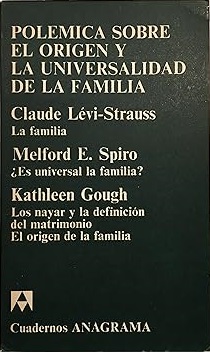 POLEMICA SOBRE
EL ORIGEN Y
LA UNIVERSALIDAD
DE LA FAMILIA
Claude Lévi-Strauss
La familia
Melford E. Spiro
¿Es universal la familia?
Kathleen Gough
Los nayar y la definición
del matrimonio
El origen de la familia
Cuadernos ANAGRAMA